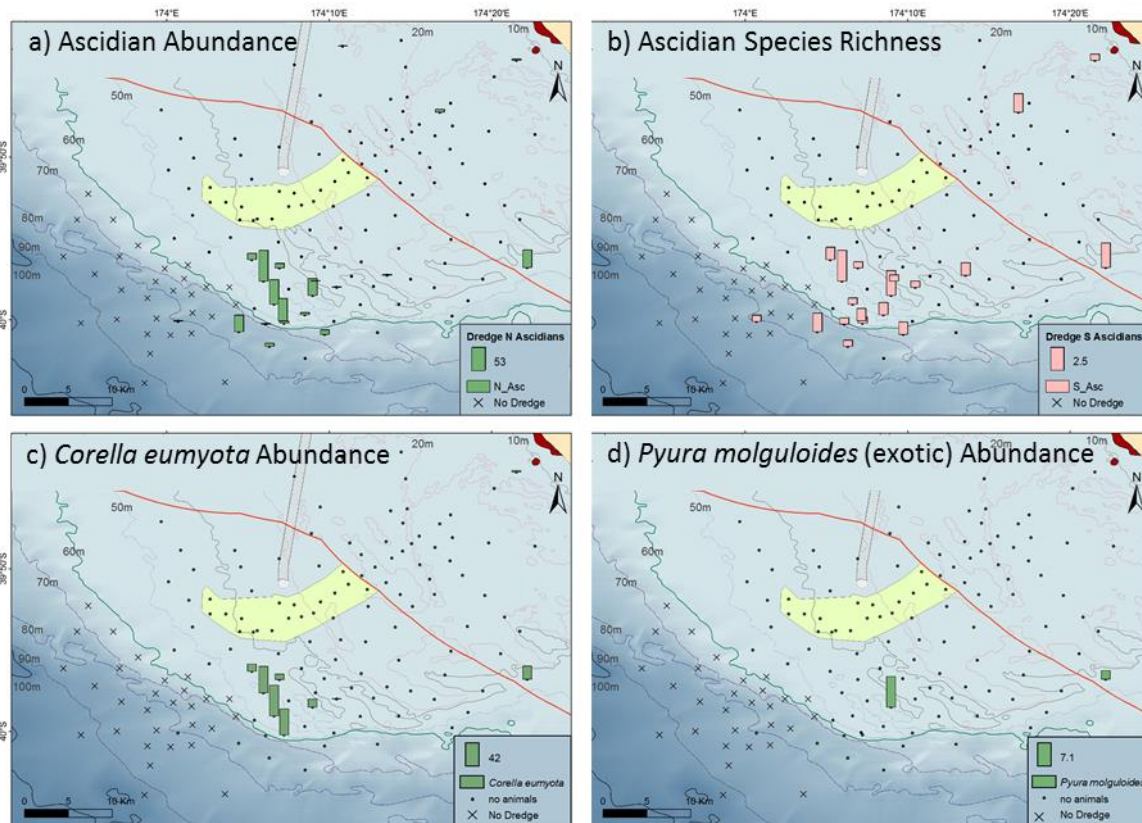 174°E 174°10'E 174°20'E
a) Ascidian Abundance
20m
10m
N
50m
60m
70m
80m
90m
100m
39°50'S
40°S
0 5 10 Km
Dredge N Ascidians
53
N_Asc
No Dredge
174°E 174°10'E 174°20'E
b) Ascidian Species Richness
20m
10m
N
50m
60m
70m
80m
90m
100m
0 5 10 Km
Dredge S Ascidians
2.5
S_Asc
No Dredge
c) Corella eumyota Abundance
20m
10m
N
50m
60m
70m
80m
90m
100m
39°50'S
40°S
0 5 10 Km
42
Corella eumyota
no animals
No Dredge
d) Pyura molguloides (exotic) Abundance
20m
10m
N
50m
60m
70m
80m
90m
100m
0 5 10 Km
7.1
Pyura molguloides
no animals
No Dredge